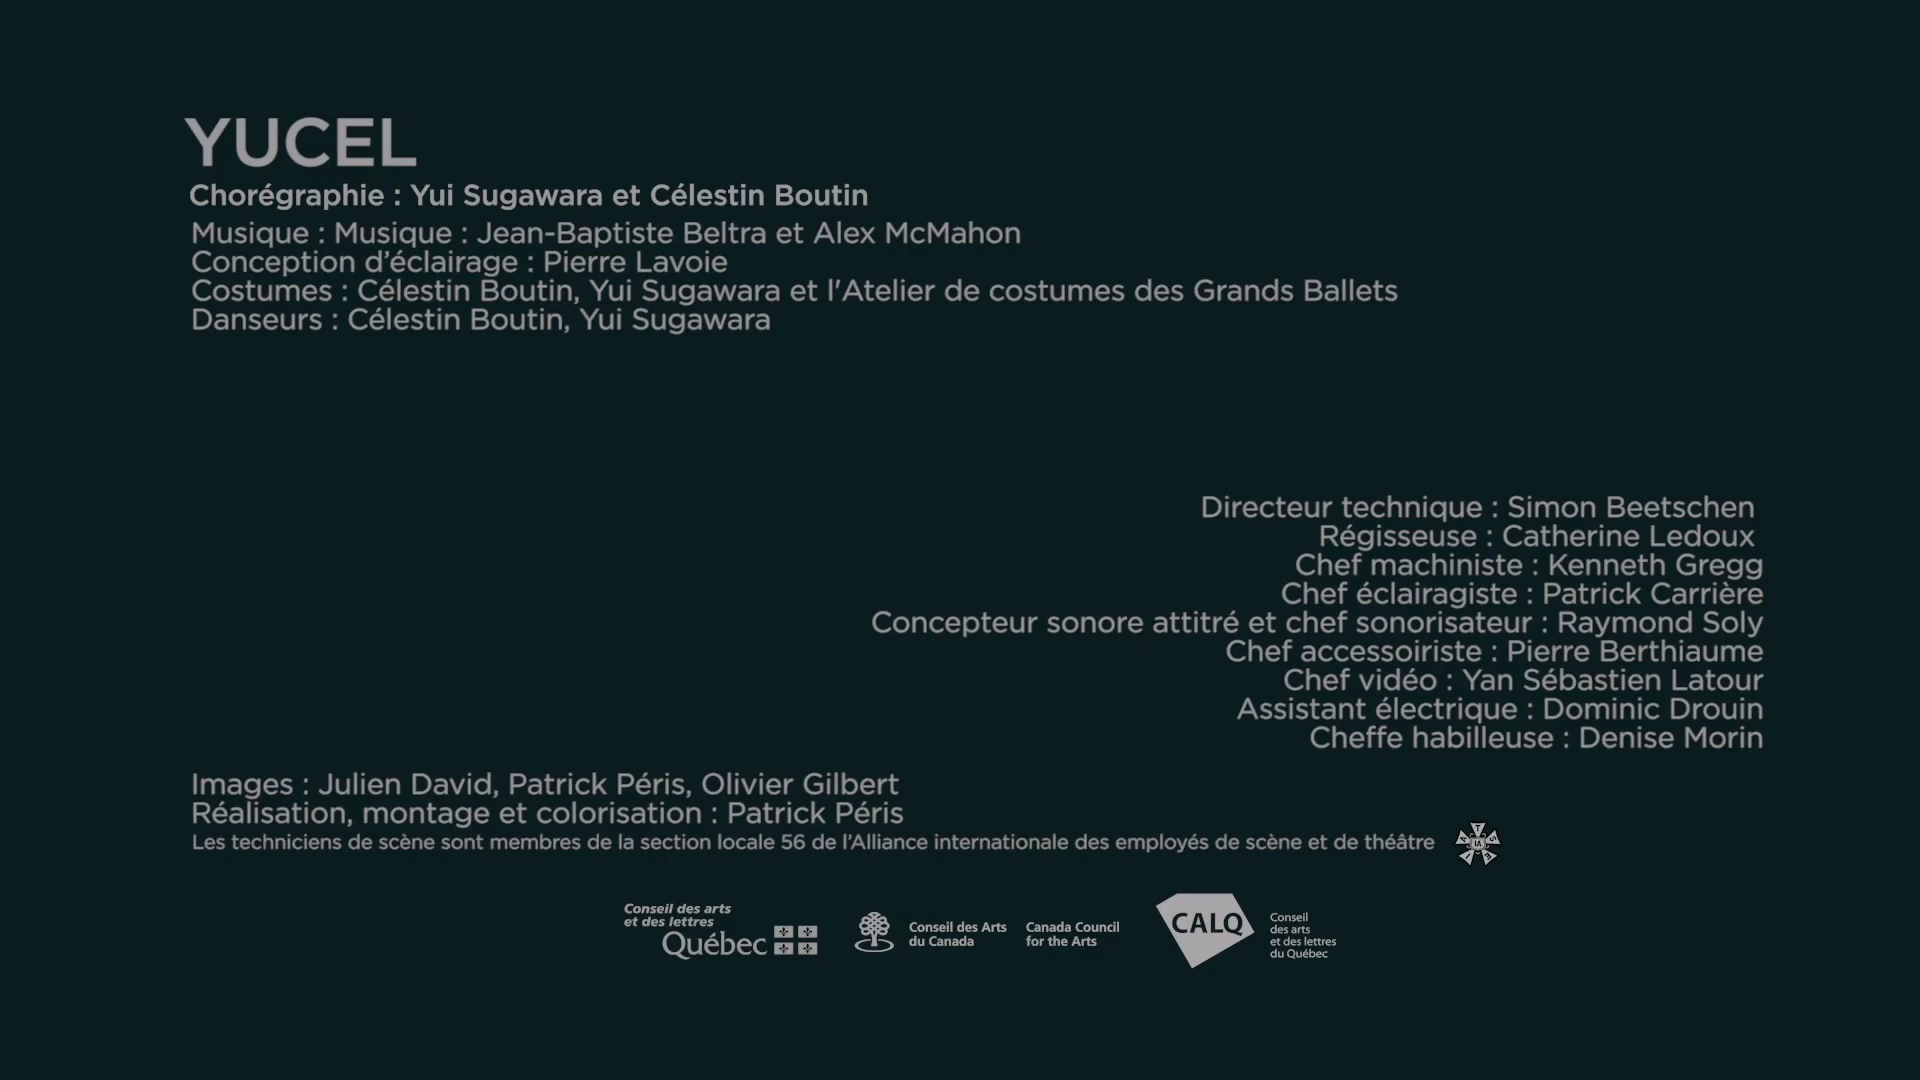 YUCEL
Chorégraphie : Yui Sugawara et Célestin Boutin
Musique : Musique : Jean-Baptiste Beltra et Alex McMahon
Conception d’éclairage : Pierre Lavoie
Costumes : Célestin Boutin, Yui Sugawara et l'Atelier de costumes des Grands Ballets
Danseurs : Célestin Boutin, Yui Sugawara
Directeur technique : Simon Beetschen
Régisseuse : Catherine Ledoux
Chef machiniste : Kenneth Gregg
Chef éclairagiste : Patrick Carrière
Concepteur sonore attitré et chef sonorisateur : Raymond Soly
Chef accessoiriste : Pierre Berthiaume
Chef vidéo : Yan Sébastien Latour
Assistant électrique : Dominic Drouin
Cheffe habilleuse : Denise Morin
Images : Julien David, Patrick Péris, Olivier Gilbert
Réalisation, montage et colorisation : Patrick Péris
Les techniciens de scène sont membres de la section locale 56 de l’Alliance internationale des employés de scène et de théâtre
Conseil des arts
et des lettres
Québec
Conseil des Arts
du Canada
Canada Council
for the Arts
CALQ
Conseil
des arts
et des lettres
du Québec